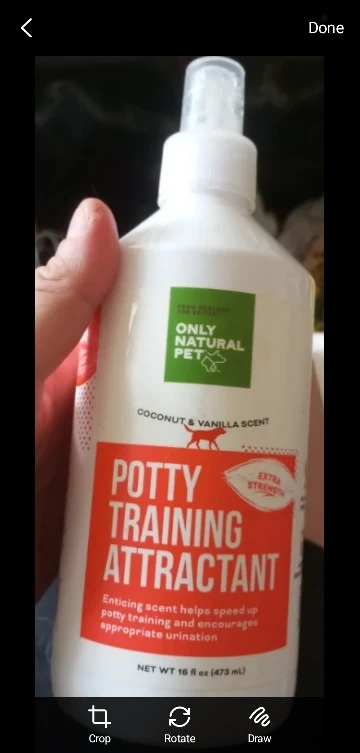 Done
ONLY
NATURAL
PET
COCONUT & VANILLA SCENT
EXTRA
STRENGTH
POTTY
TRAINING
ATTRACTANT
Enticing scent helps speed up
potty training and encourages
appropriate urination
NET WT 16 fl oz (473 mL)
Crop
Rotate
Draw